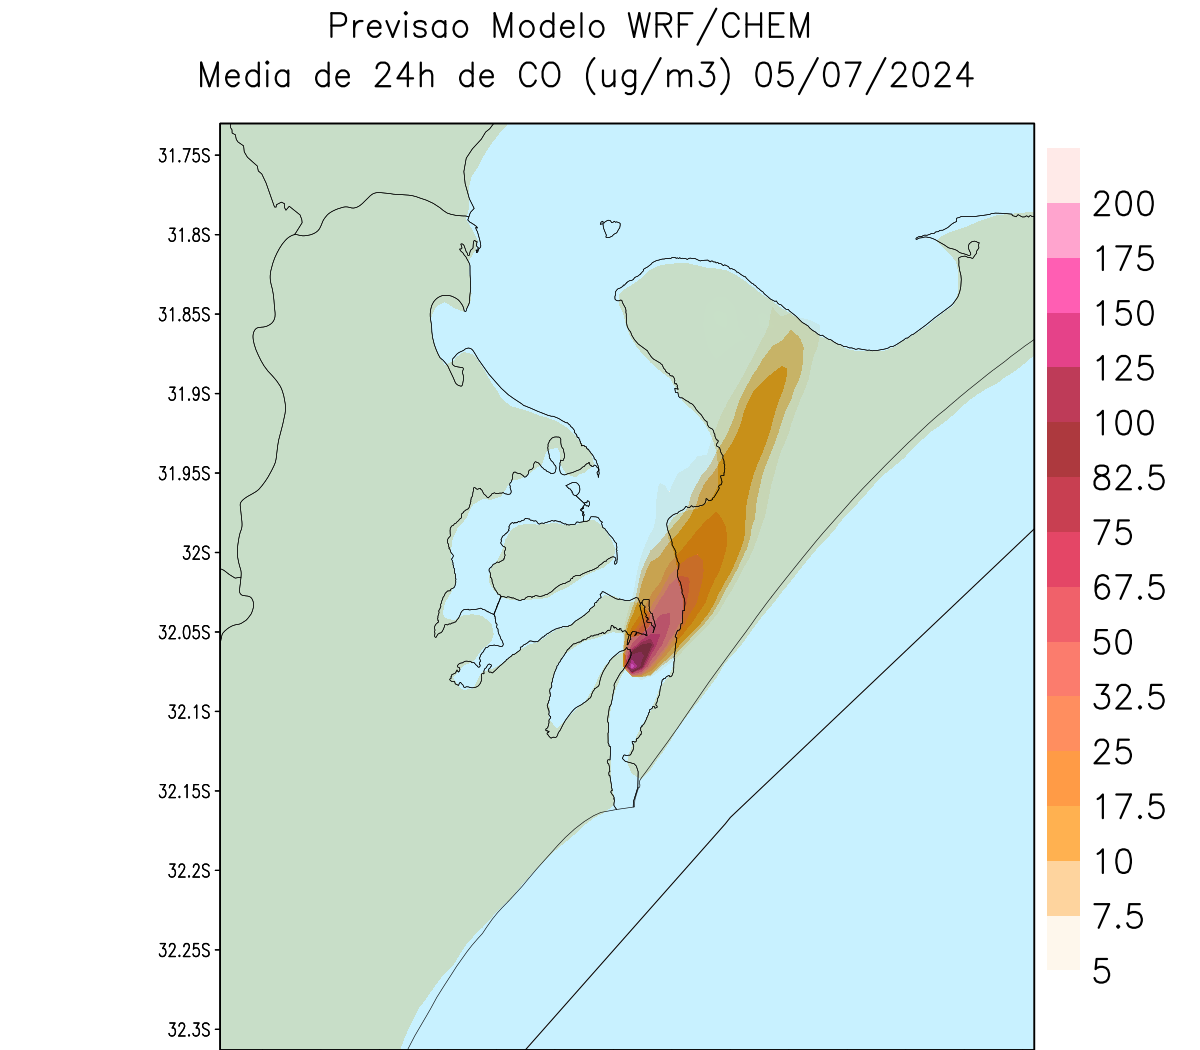 Previsao Modelo WRF/CHEM
Media de 24h de CO (ug/m3) 05/07/2024
31.75S
31.8S
31.85S
31.9S
31.95S
32S
32.05S
32.1S
32.15S
32.2S
32.25S
32.3S
200
175
150
125
100
82.5
75
67.5
50
32.5
25
17.5
10
7.5
5